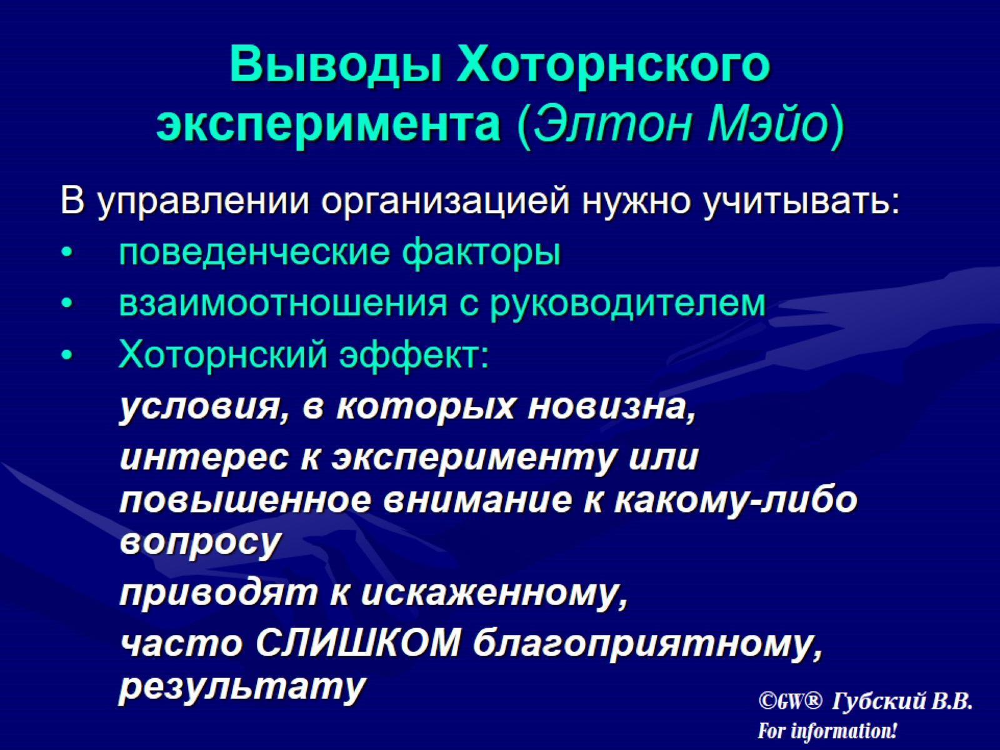 Выводы Хоторнского
эксперимента (Элтон Мэйо)
В управлении организацией нужно учитывать:
• поведенческие факторы
• взаимоотношения с руководителем
• Хоторнский эффект:
условия, в которых новизна,
интерес к эксперименту или
повышенное внимание к какому-либо
вопросу
приводят к искаженному,
часто СЛИШКОМ благоприятному,
результату
©GW® Губский В.В.
For information!